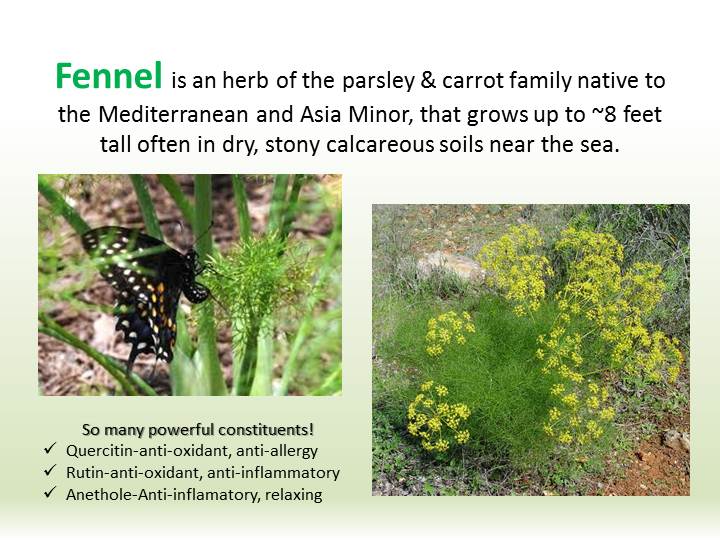 Fennel is an herb of the parsley & carrot family native to
the Mediterranean and Asia Minor, that grows up to ~8 feet
tall often in dry, stony calcareous soils near the sea.
So many powerful constituents!
✓ Quercitin-anti-oxidant, anti-allergy
✓ Rutin-anti-oxidant, anti-inflammatory
✓ Anethole-Anti-inflamatory, relaxing